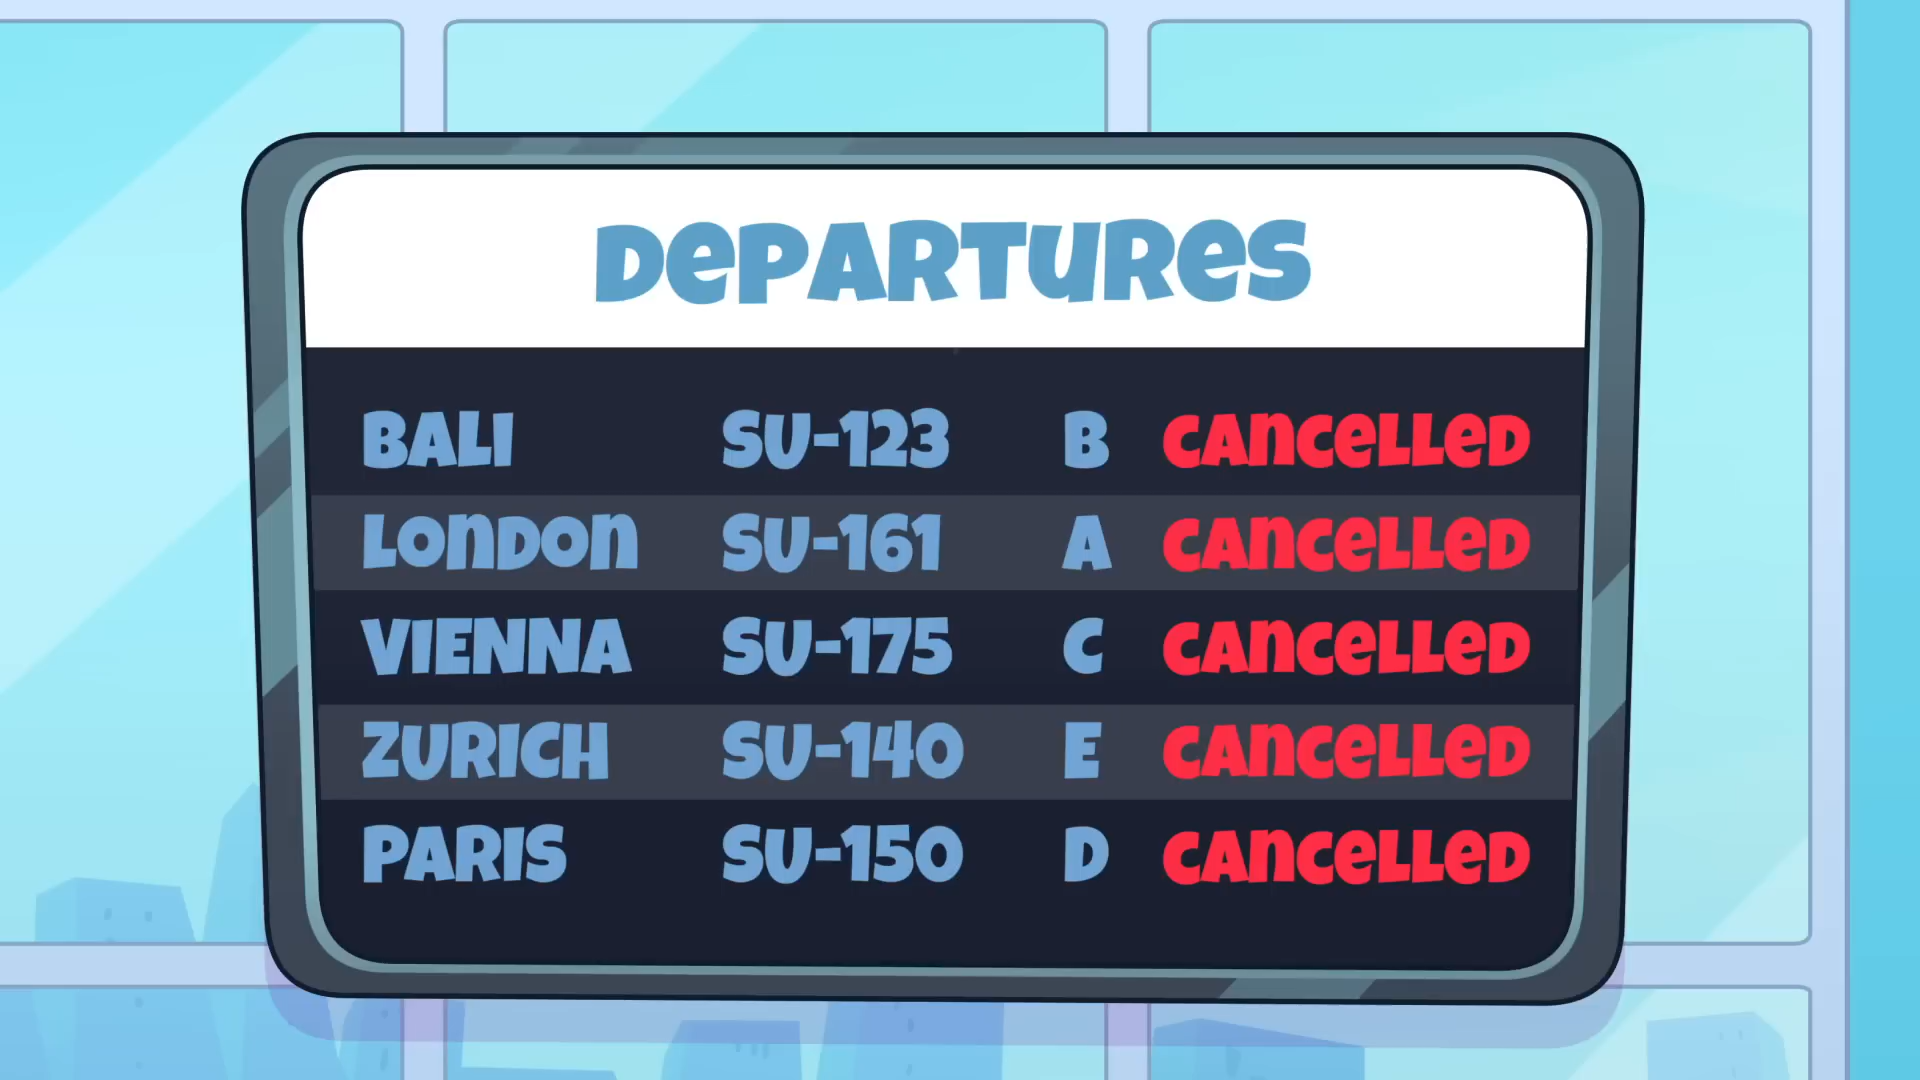 DEPARTURES
BALI SU-123 B CANCELLED
LONDON SU-161 A CANCELLED
VIENNA SU-175 C CANCELLED
ZURICH SU-140 E CANCELLED
PARIS SU-150 D CANCELLED